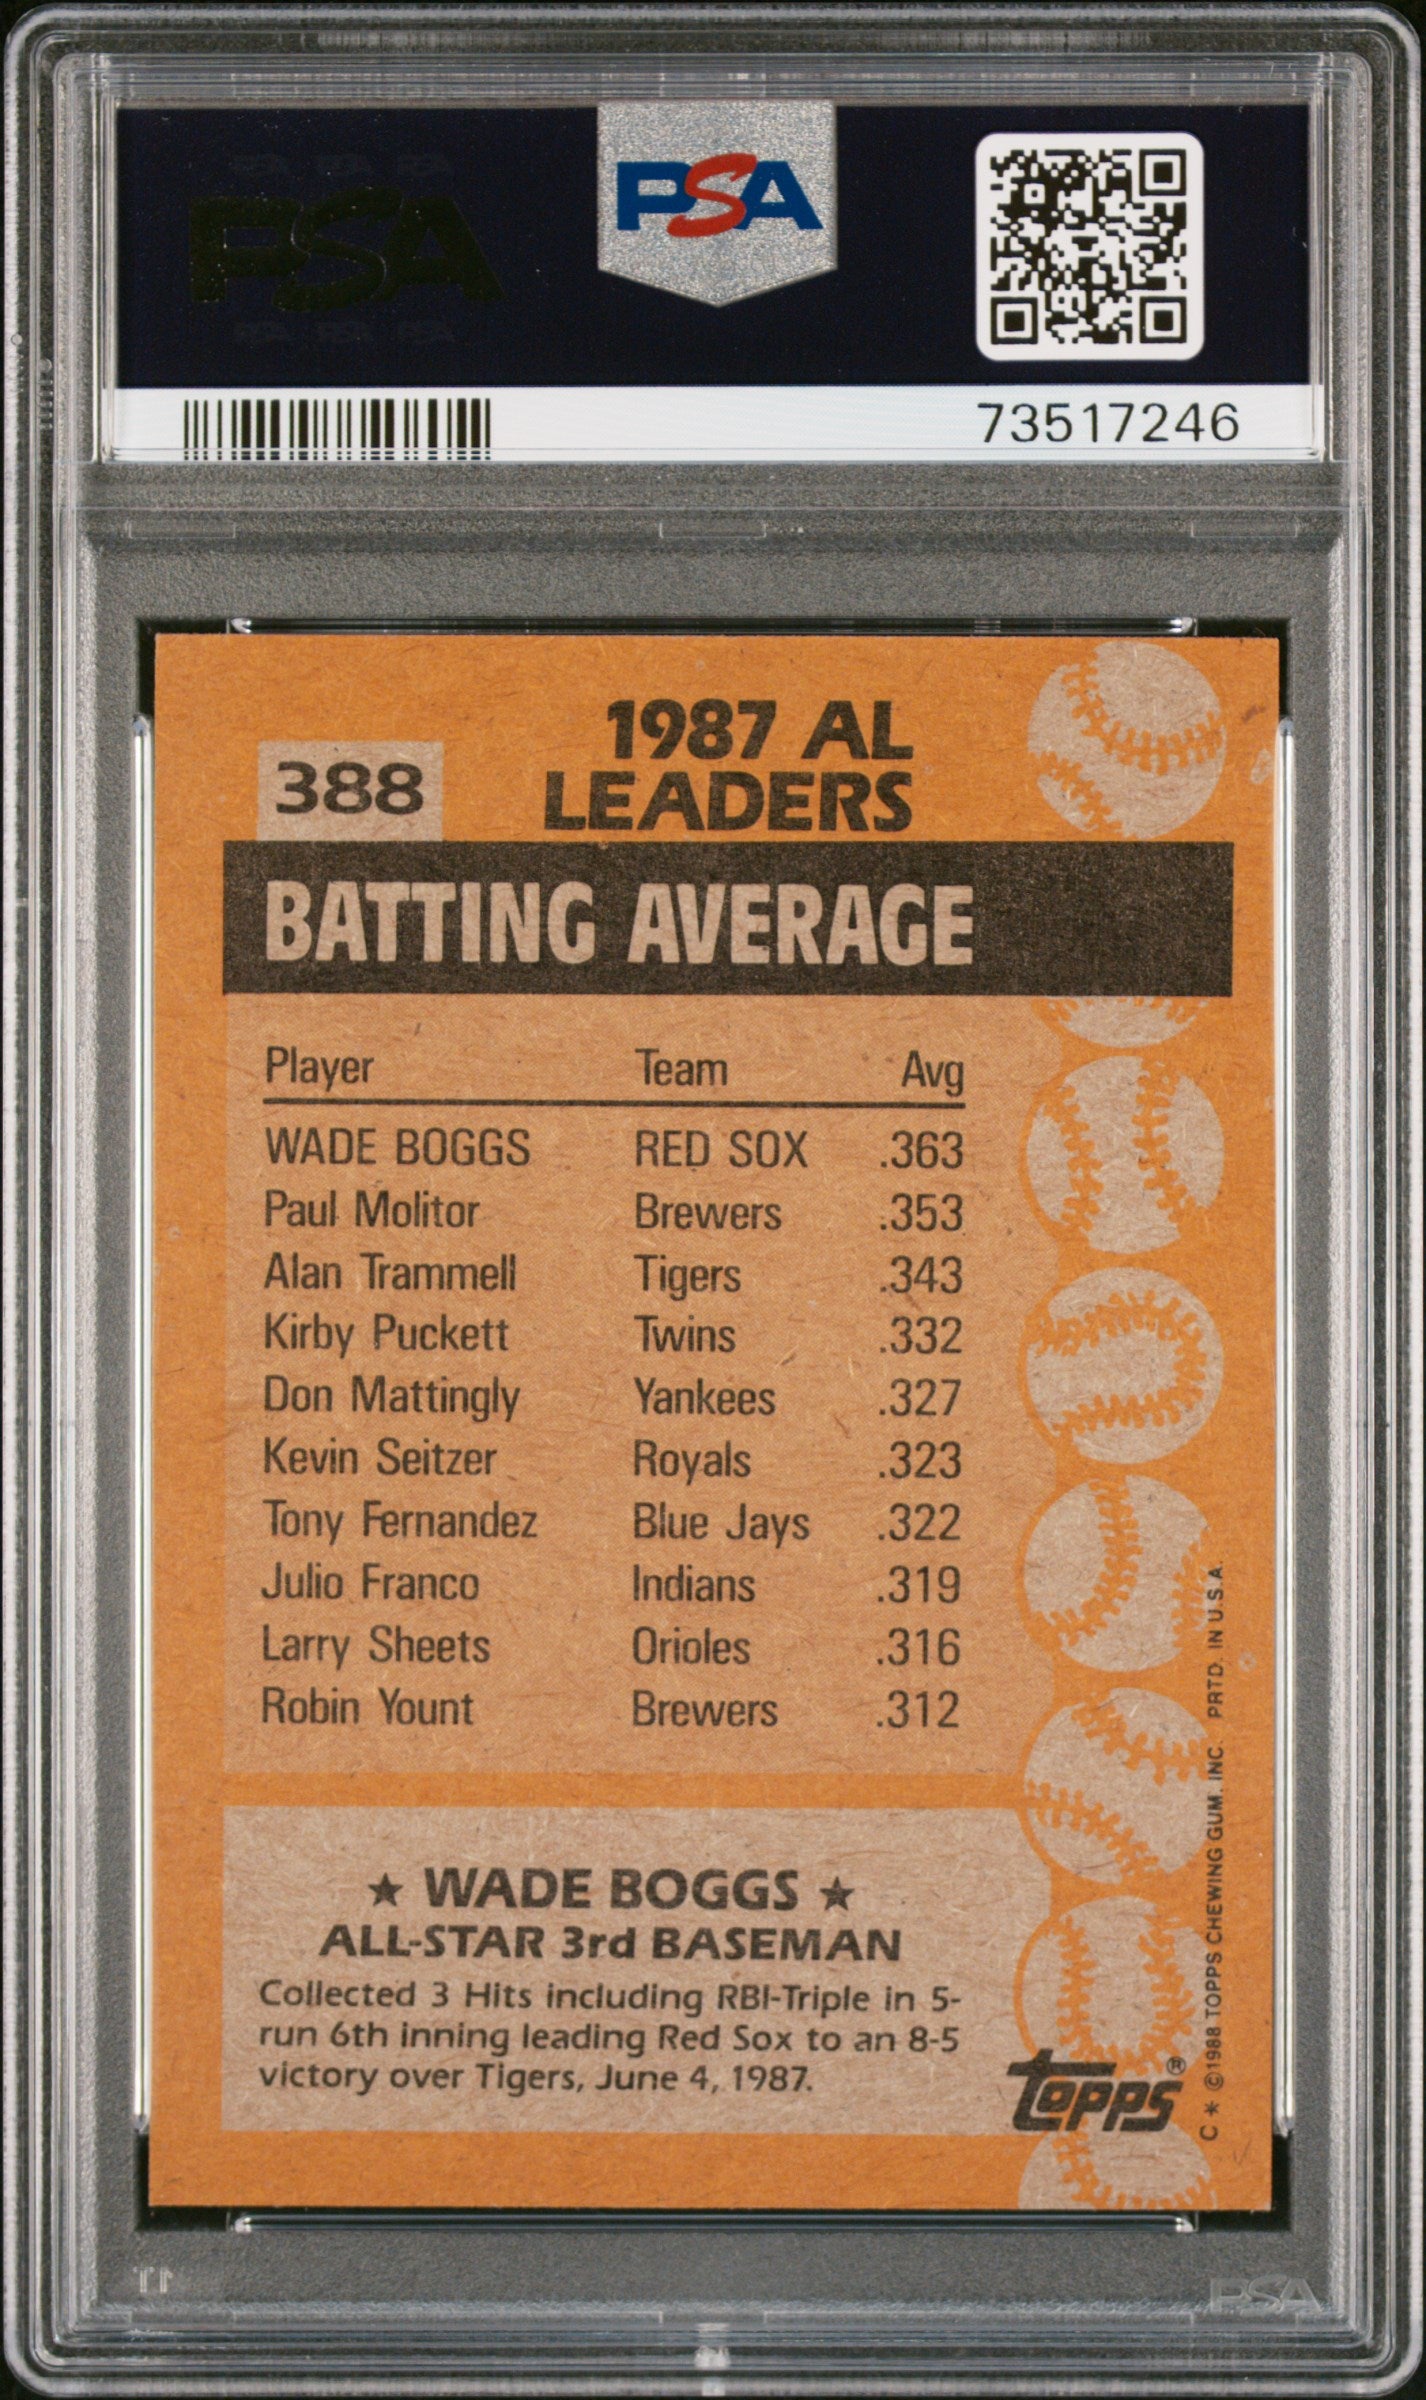 PSA
PSA
73517246
388
1987 AL
LEADERS
BATTING AVERAGE
Player Team Avg
WADE BOGGS RED SOX .363
Paul Molitor Brewers .353
Alan Trammell Tigers .343
Kirby Puckett Twins .332
Don Mattingly Yankees .327
Kevin Seitzer Royals .323
Tony Fernandez Blue Jays .322
Julio Franco Indians .319
Larry Sheets Orioles .316
Robin Yount Brewers .312
★ WADE BOGGS ★
ALL-STAR 3rd BASEMAN
Collected 3 Hits including RBI-Triple in 5-
run 6th inning leading Red Sox to an 8-5
victory over Tigers, June 4, 1987.
topps®
C * ©1988 TOPPS CHEWING GUM, INC. PRTD. IN U.S.A.
PSA